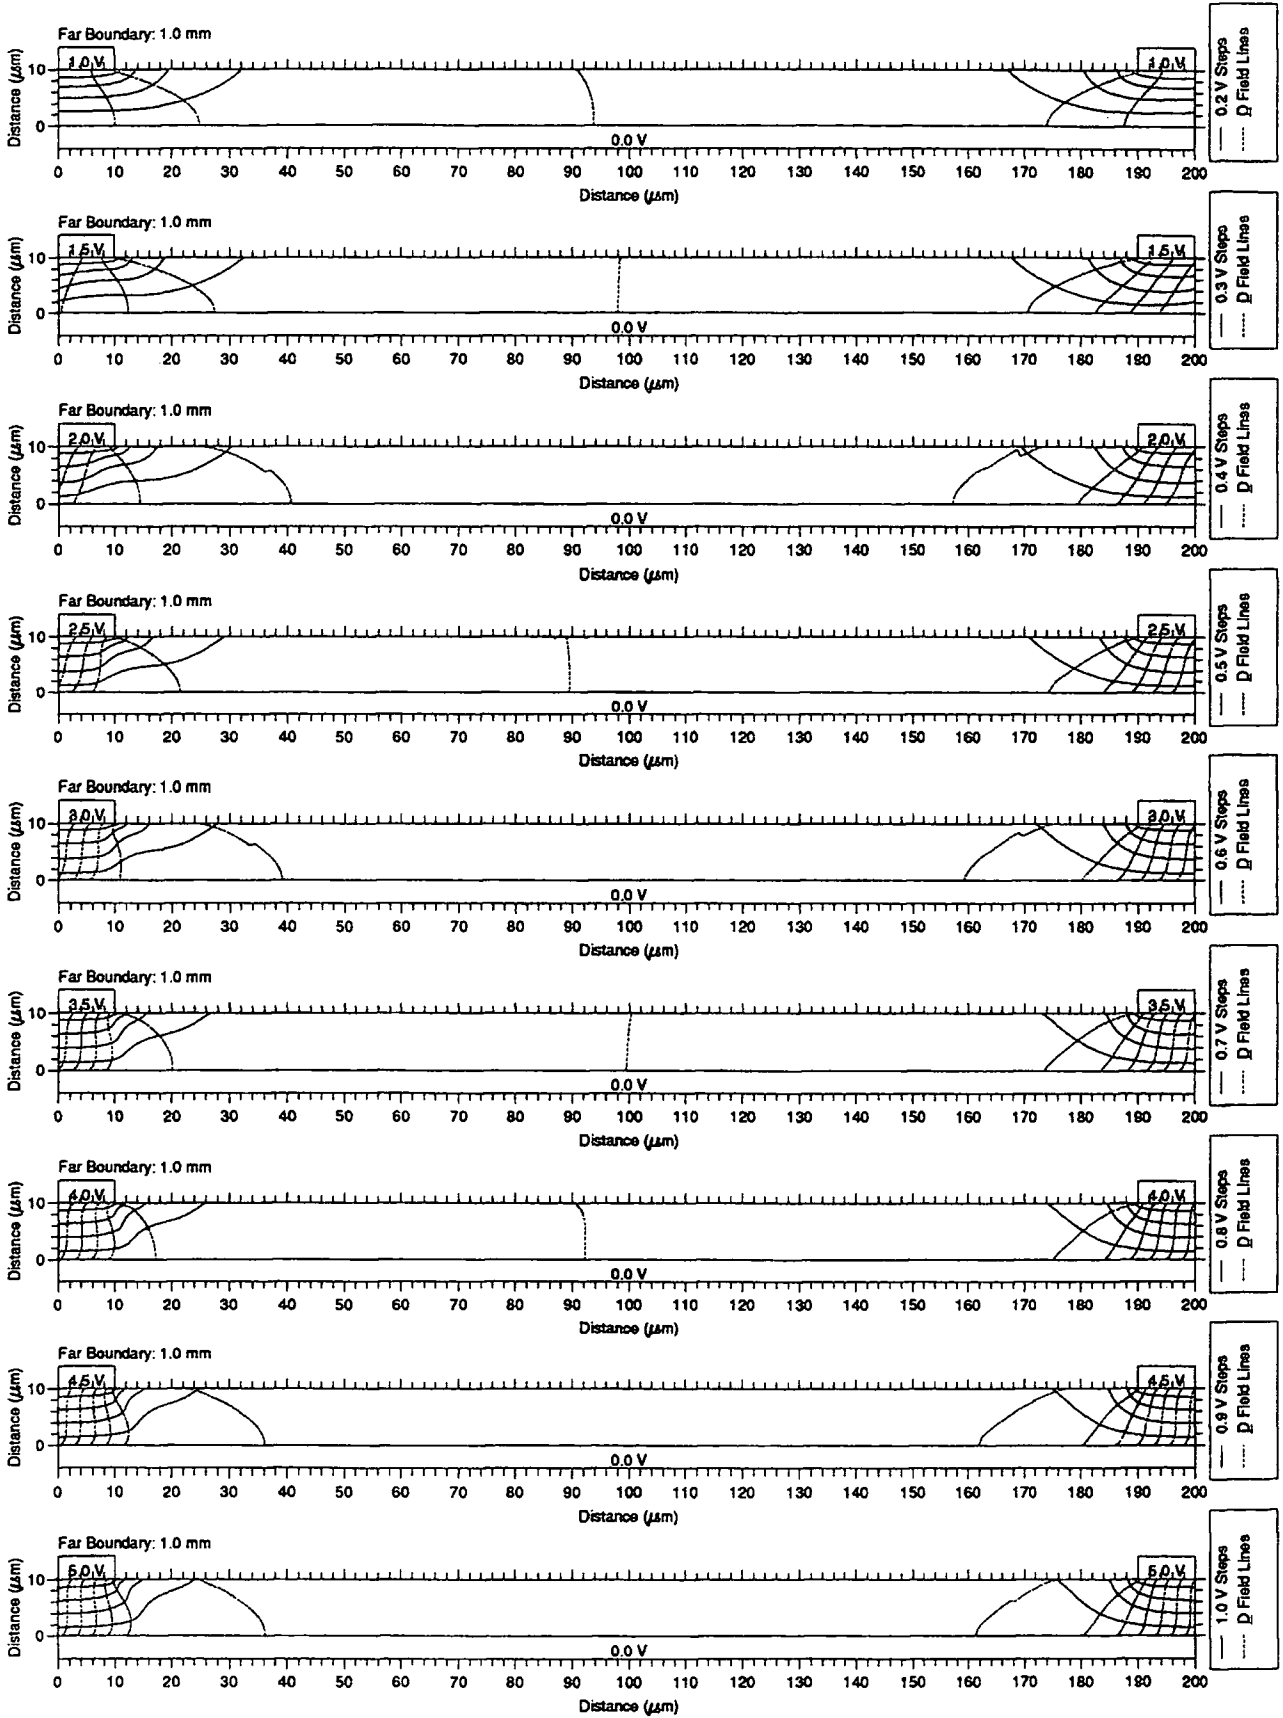 Far Boundary: 1.0 mm
1.0 V
1.0 V
Distance (μm)
10
0
0.0 V
0 10 20 30 40 50 60 70 80 90 100 110 120 130 140 150 160 170 180 190 200
Distance (μm)
0.2 V Steps
D Field Lines
Far Boundary: 1.0 mm
1.5 V
1.5 V
Distance (μm)
10
0
0.0 V
0 10 20 30 40 50 60 70 80 90 100 110 120 130 140 150 160 170 180 190 200
Distance (μm)
0.3 V Steps
D Field Lines
Far Boundary: 1.0 mm
2.0 V
2.0 V
Distance (μm)
10
0
0.0 V
0 10 20 30 40 50 60 70 80 90 100 110 120 130 140 150 160 170 180 190 200
Distance (μm)
0.4 V Steps
D Field Lines
Far Boundary: 1.0 mm
2.5 V
2.5 V
Distance (μm)
10
0
0.0 V
0 10 20 30 40 50 60 70 80 90 100 110 120 130 140 150 160 170 180 190 200
Distance (μm)
0.5 V Steps
D Field Lines
Far Boundary: 1.0 mm
3.0 V
3.0 V
Distance (μm)
10
0
0.0 V
0 10 20 30 40 50 60 70 80 90 100 110 120 130 140 150 160 170 180 190 200
Distance (μm)
0.6 V Steps
D Field Lines
Far Boundary: 1.0 mm
3.5 V
3.5 V
Distance (μm)
10
0
0.0 V
0 10 20 30 40 50 60 70 80 90 100 110 120 130 140 150 160 170 180 190 200
Distance (μm)
0.7 V Steps
D Field Lines
Far Boundary: 1.0 mm
4.0 V
4.0 V
Distance (μm)
10
0
0.0 V
0 10 20 30 40 50 60 70 80 90 100 110 120 130 140 150 160 170 180 190 200
Distance (μm)
0.8 V Steps
D Field Lines
Far Boundary: 1.0 mm
4.5 V
4.5 V
Distance (μm)
10
0
0.0 V
0 10 20 30 40 50 60 70 80 90 100 110 120 130 140 150 160 170 180 190 200
Distance (μm)
0.9 V Steps
D Field Lines
Far Boundary: 1.0 mm
5.0 V
5.0 V
Distance (μm)
10
0
0.0 V
0 10 20 30 40 50 60 70 80 90 100 110 120 130 140 150 160 170 180 190 200
Distance (μm)
1.0 V Steps
D Field Lines